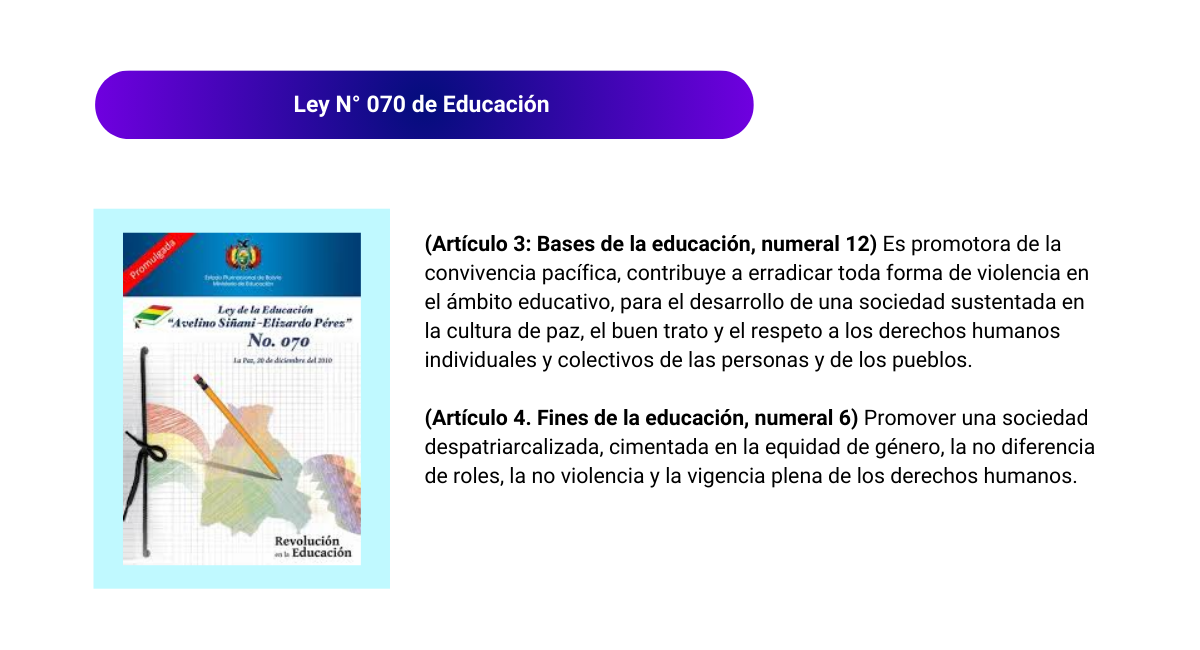 Ley N° 070 de Educación
Promulgada
Estado Plurinacional de Bolivia
Ministerio de Educación
Ley de la Educación
“Avelino Siñani -Elizardo Pérez”
No. 070
La Paz, 20 de diciembre del 2010
Revolución
en la Educación
(Artículo 3: Bases de la educación, numeral 12) Es promotora de la
convivencia pacífica, contribuye a erradicar toda forma de violencia en
el ámbito educativo, para el desarrollo de una sociedad sustentada en
la cultura de paz, el buen trato y el respeto a los derechos humanos
individuales y colectivos de las personas y de los pueblos.
(Artículo 4. Fines de la educación, numeral 6) Promover una sociedad
despatriarcalizada, cimentada en la equidad de género, la no diferencia
de roles, la no violencia y la vigencia plena de los derechos humanos.